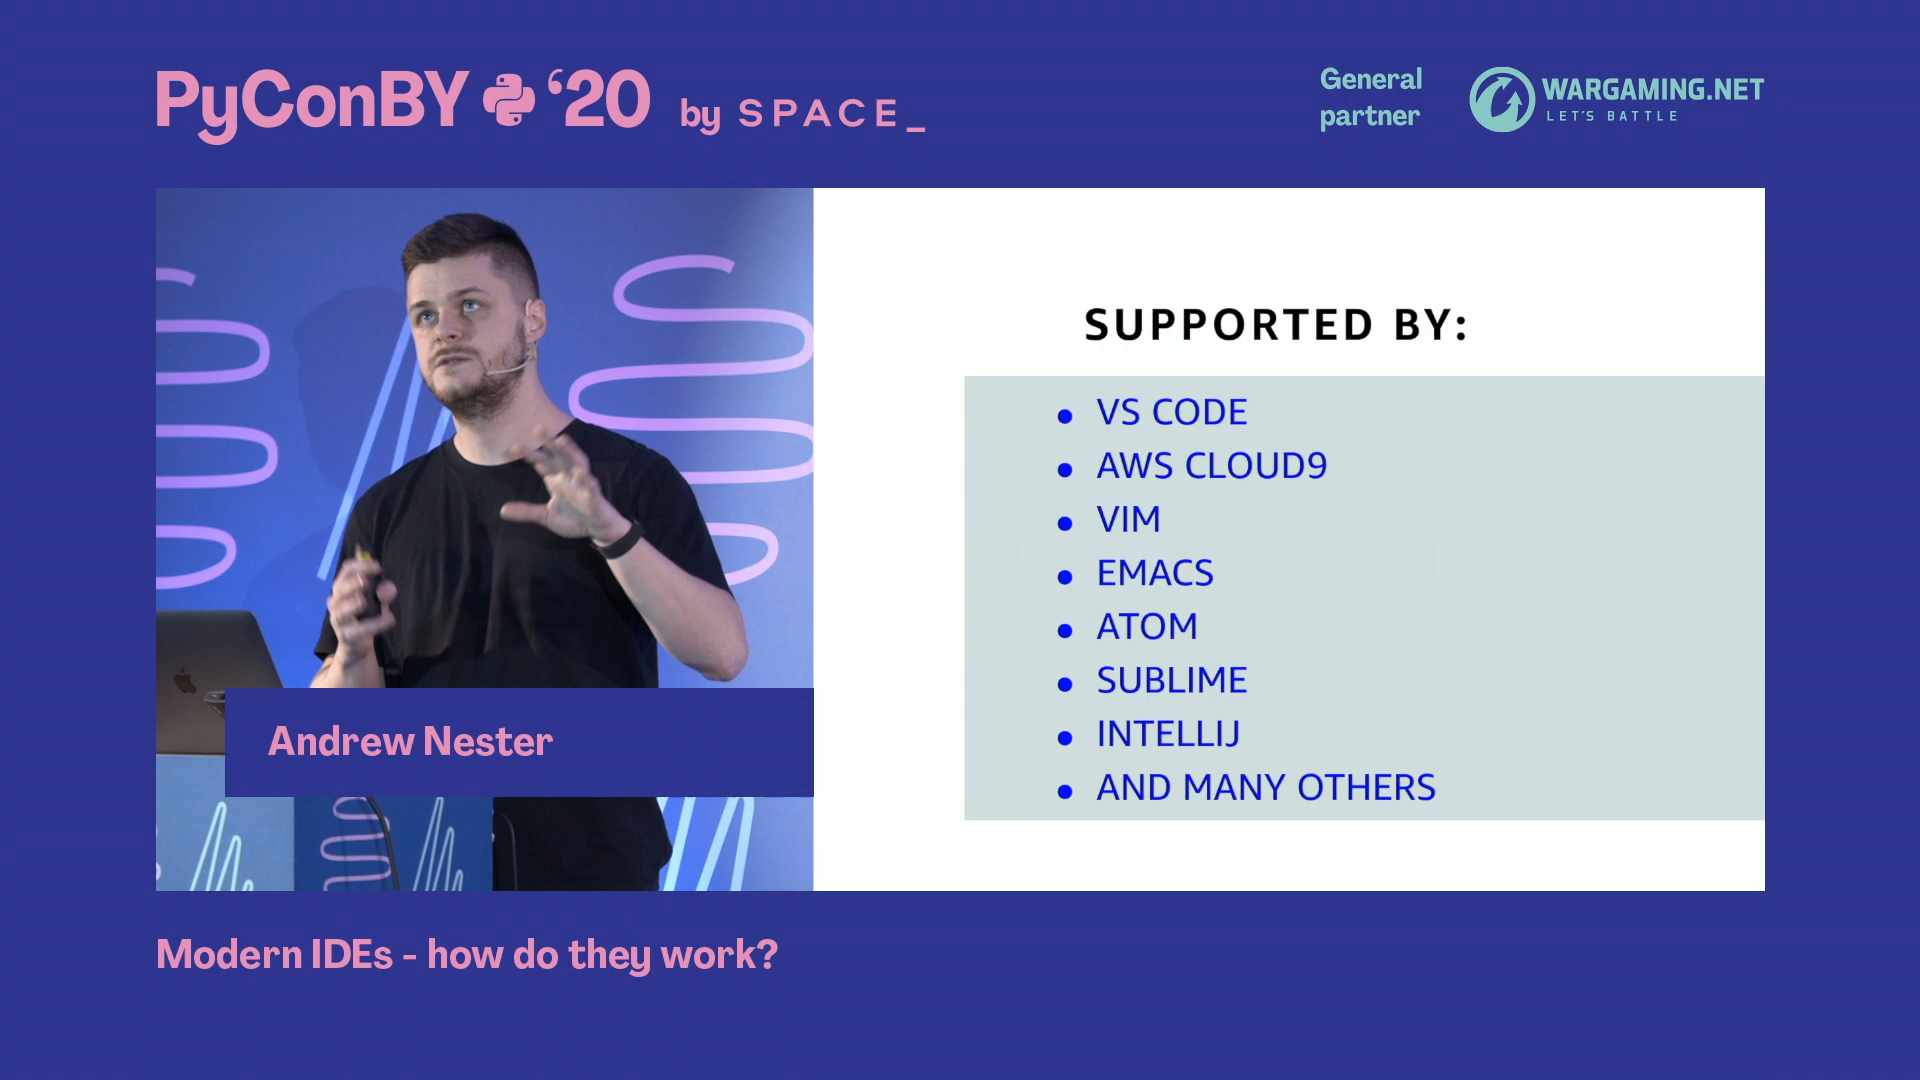 PyConBY '20 by SPACE_
General
partner
WARGAMING.NET
LET'S BATTLE
SUPPORTED BY:
VS CODE
AWS CLOUD9
VIM
EMACS
ATOM
SUBLIME
INTELLIJ
AND MANY OTHERS
Andrew Nester
Modern IDEs - how do they work?